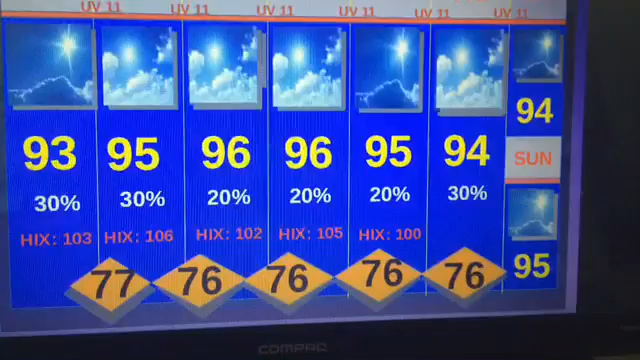 UV 11 UV 11 UV 11 UV 11 UV 11 UV 11
93 95 96 96 95 94 94
30% 30% 20% 20% 20% 30% SUN
HIX: 103 HIX: 106 HIX: 102 HIX: 105 HIX: 100
77 76 76 76 76 95
COMPAQ